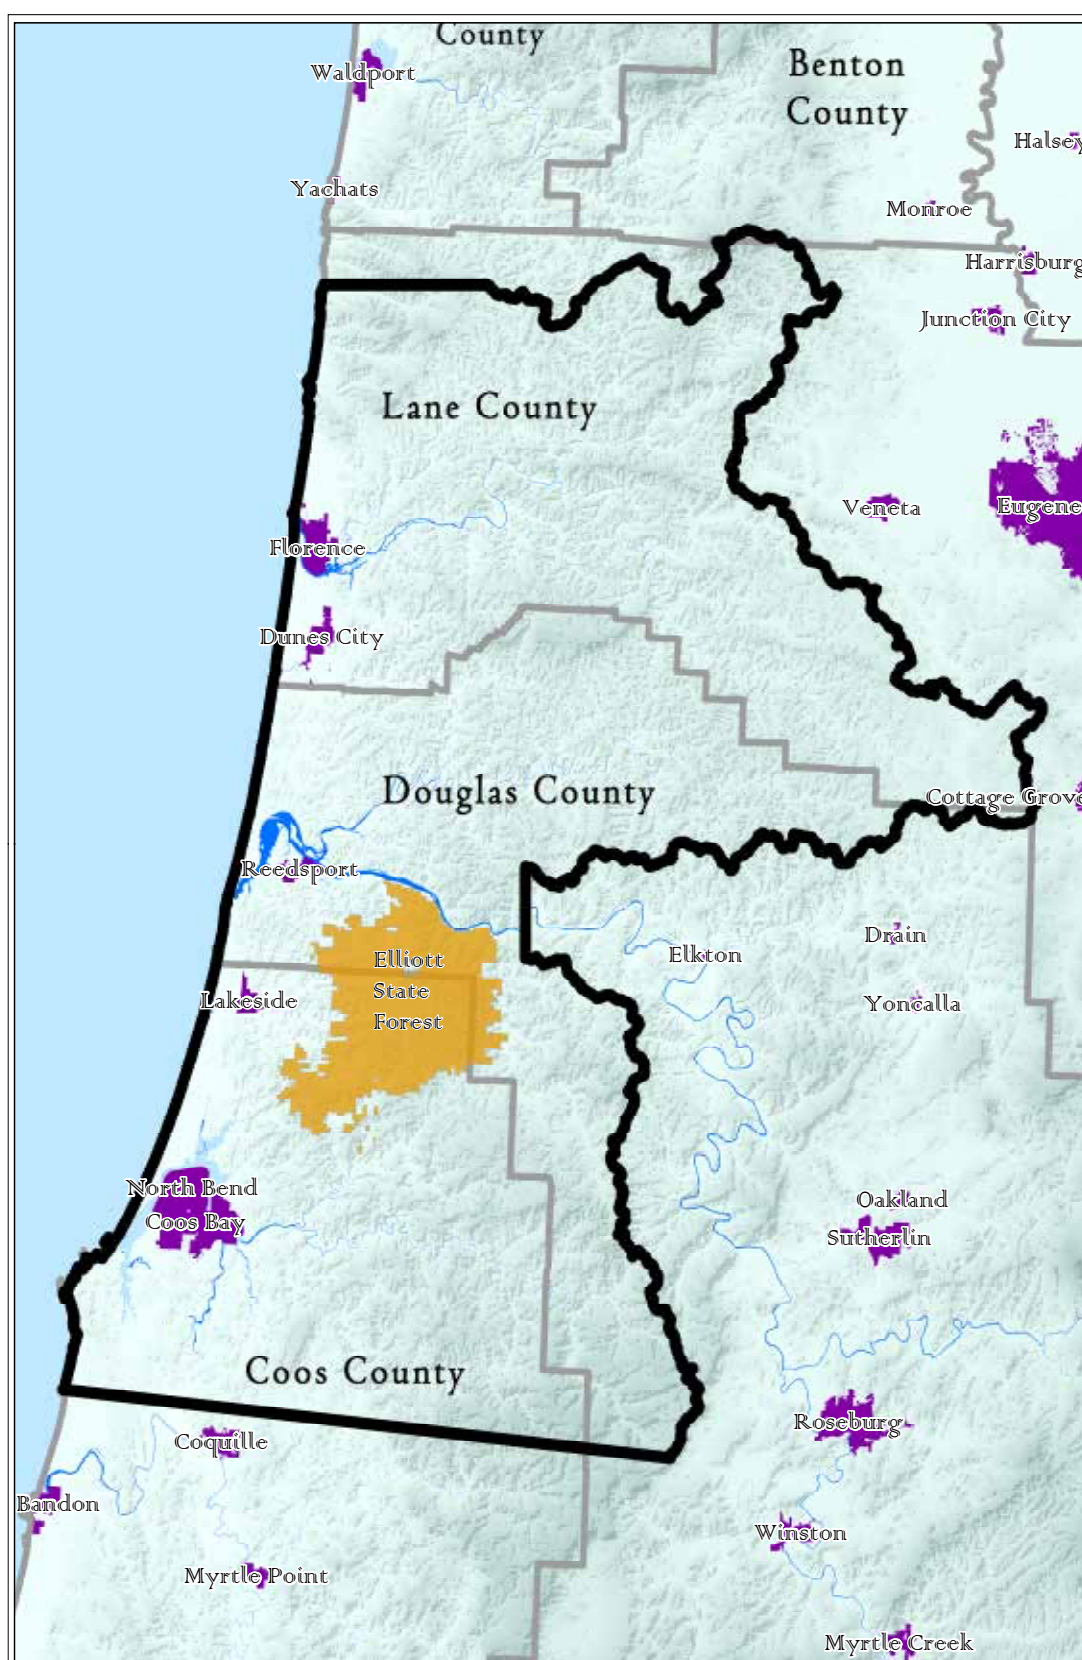 County
Benton
County
Waldport
Halsey
Yachats
Monroe
Harrisburg
Junction City
Lane County
Veneta
Eugene
Florence
Dunes City
Douglas County
Cottage Grove
Reedsport
Drain
Elkton
Elliott
State
Forest
Lakeside
Yoncalla
North Bend
Coos Bay
Oakland
Sutherlin
Coos County
Roseburg
Coquille
Bandon
Winston
Myrtle Point
Myrtle Creek